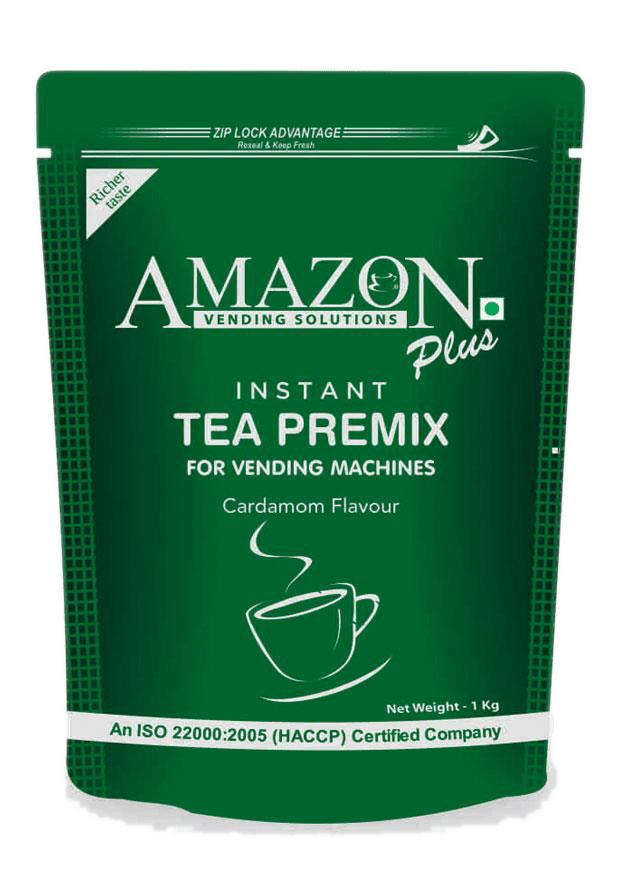 ZIP LOCK ADVANTAGE
Reseal & Keep Fresh
Richer
taste
AMAZON
VENDING SOLUTIONS
Plus
INSTANT
TEA PREMIX
FOR VENDING MACHINES
Cardamom Flavour
Net Weight - 1 Kg
An ISO 22000:2005 (HACCP) Certified Company